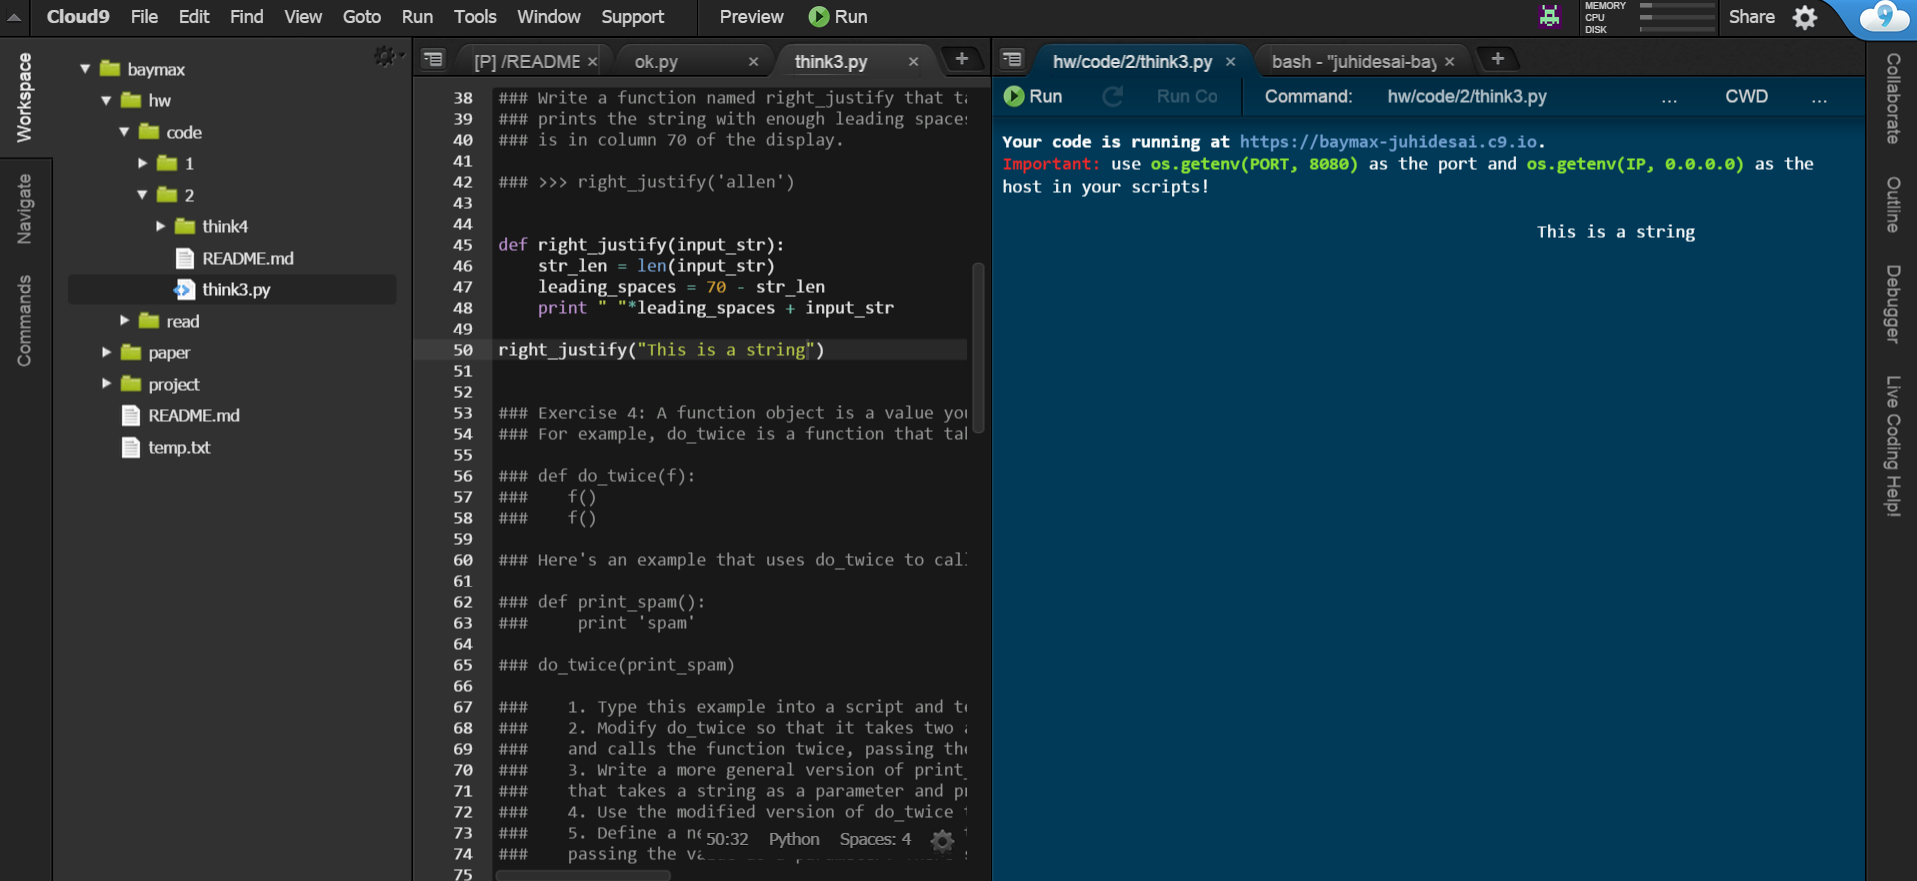 Cloud9 File Edit Find View Goto Run Tools Window Support Preview Run MEMORY CPU DISK Share 9
Workspace
Navigate
Commands
baymax
hw
code
1
2
think4
README.md
think3.py
read
paper
project
README.md
temp.txt
[P] /README × ok.py × think3.py × +
38 ### Write a function named right_justify that ta
39 ### prints the string with enough leading spaces
40 ### is in column 70 of the display.
41
42 ### >>> right_justify('allen')
43
44
45 def right_justify(input_str):
46     str_len = len(input_str)
47     leading_spaces = 70 - str_len
48     print " "*leading_spaces + input_str
49
50 right_justify("This is a string")
51
52
53 ### Exercise 4: A function object is a value you
54 ### For example, do_twice is a function that tal
55
56 ### def do_twice(f):
57 ###    f()
58 ###    f()
59
60 ### Here's an example that uses do_twice to call
61
62 ### def print_spam():
63 ###     print 'spam'
64
65 ### do_twice(print_spam)
66
67 ###    1. Type this example into a script and te
68 ###    2. Modify do_twice so that it takes two a
69 ###    and calls the function twice, passing the
70 ###    3. Write a more general version of print_
71 ###    that takes a string as a parameter and pr
72 ###    4. Use the modified version of do_twice t
73 ###    5. Define a ne
74 ###    passing the va
75
50:32 Python Spaces: 4
hw/code/2/think3.py × bash - "juhidesai-bay × +
Run Run Co Command: hw/code/2/think3.py ... CWD ...
Your code is running at https://baymax-juhidesai.c9.io.
Important: use os.getenv(PORT, 8080) as the port and os.getenv(IP, 0.0.0.0) as the
host in your scripts!
This is a string
Collaborate
Outline
Debugger
Live Coding Help!